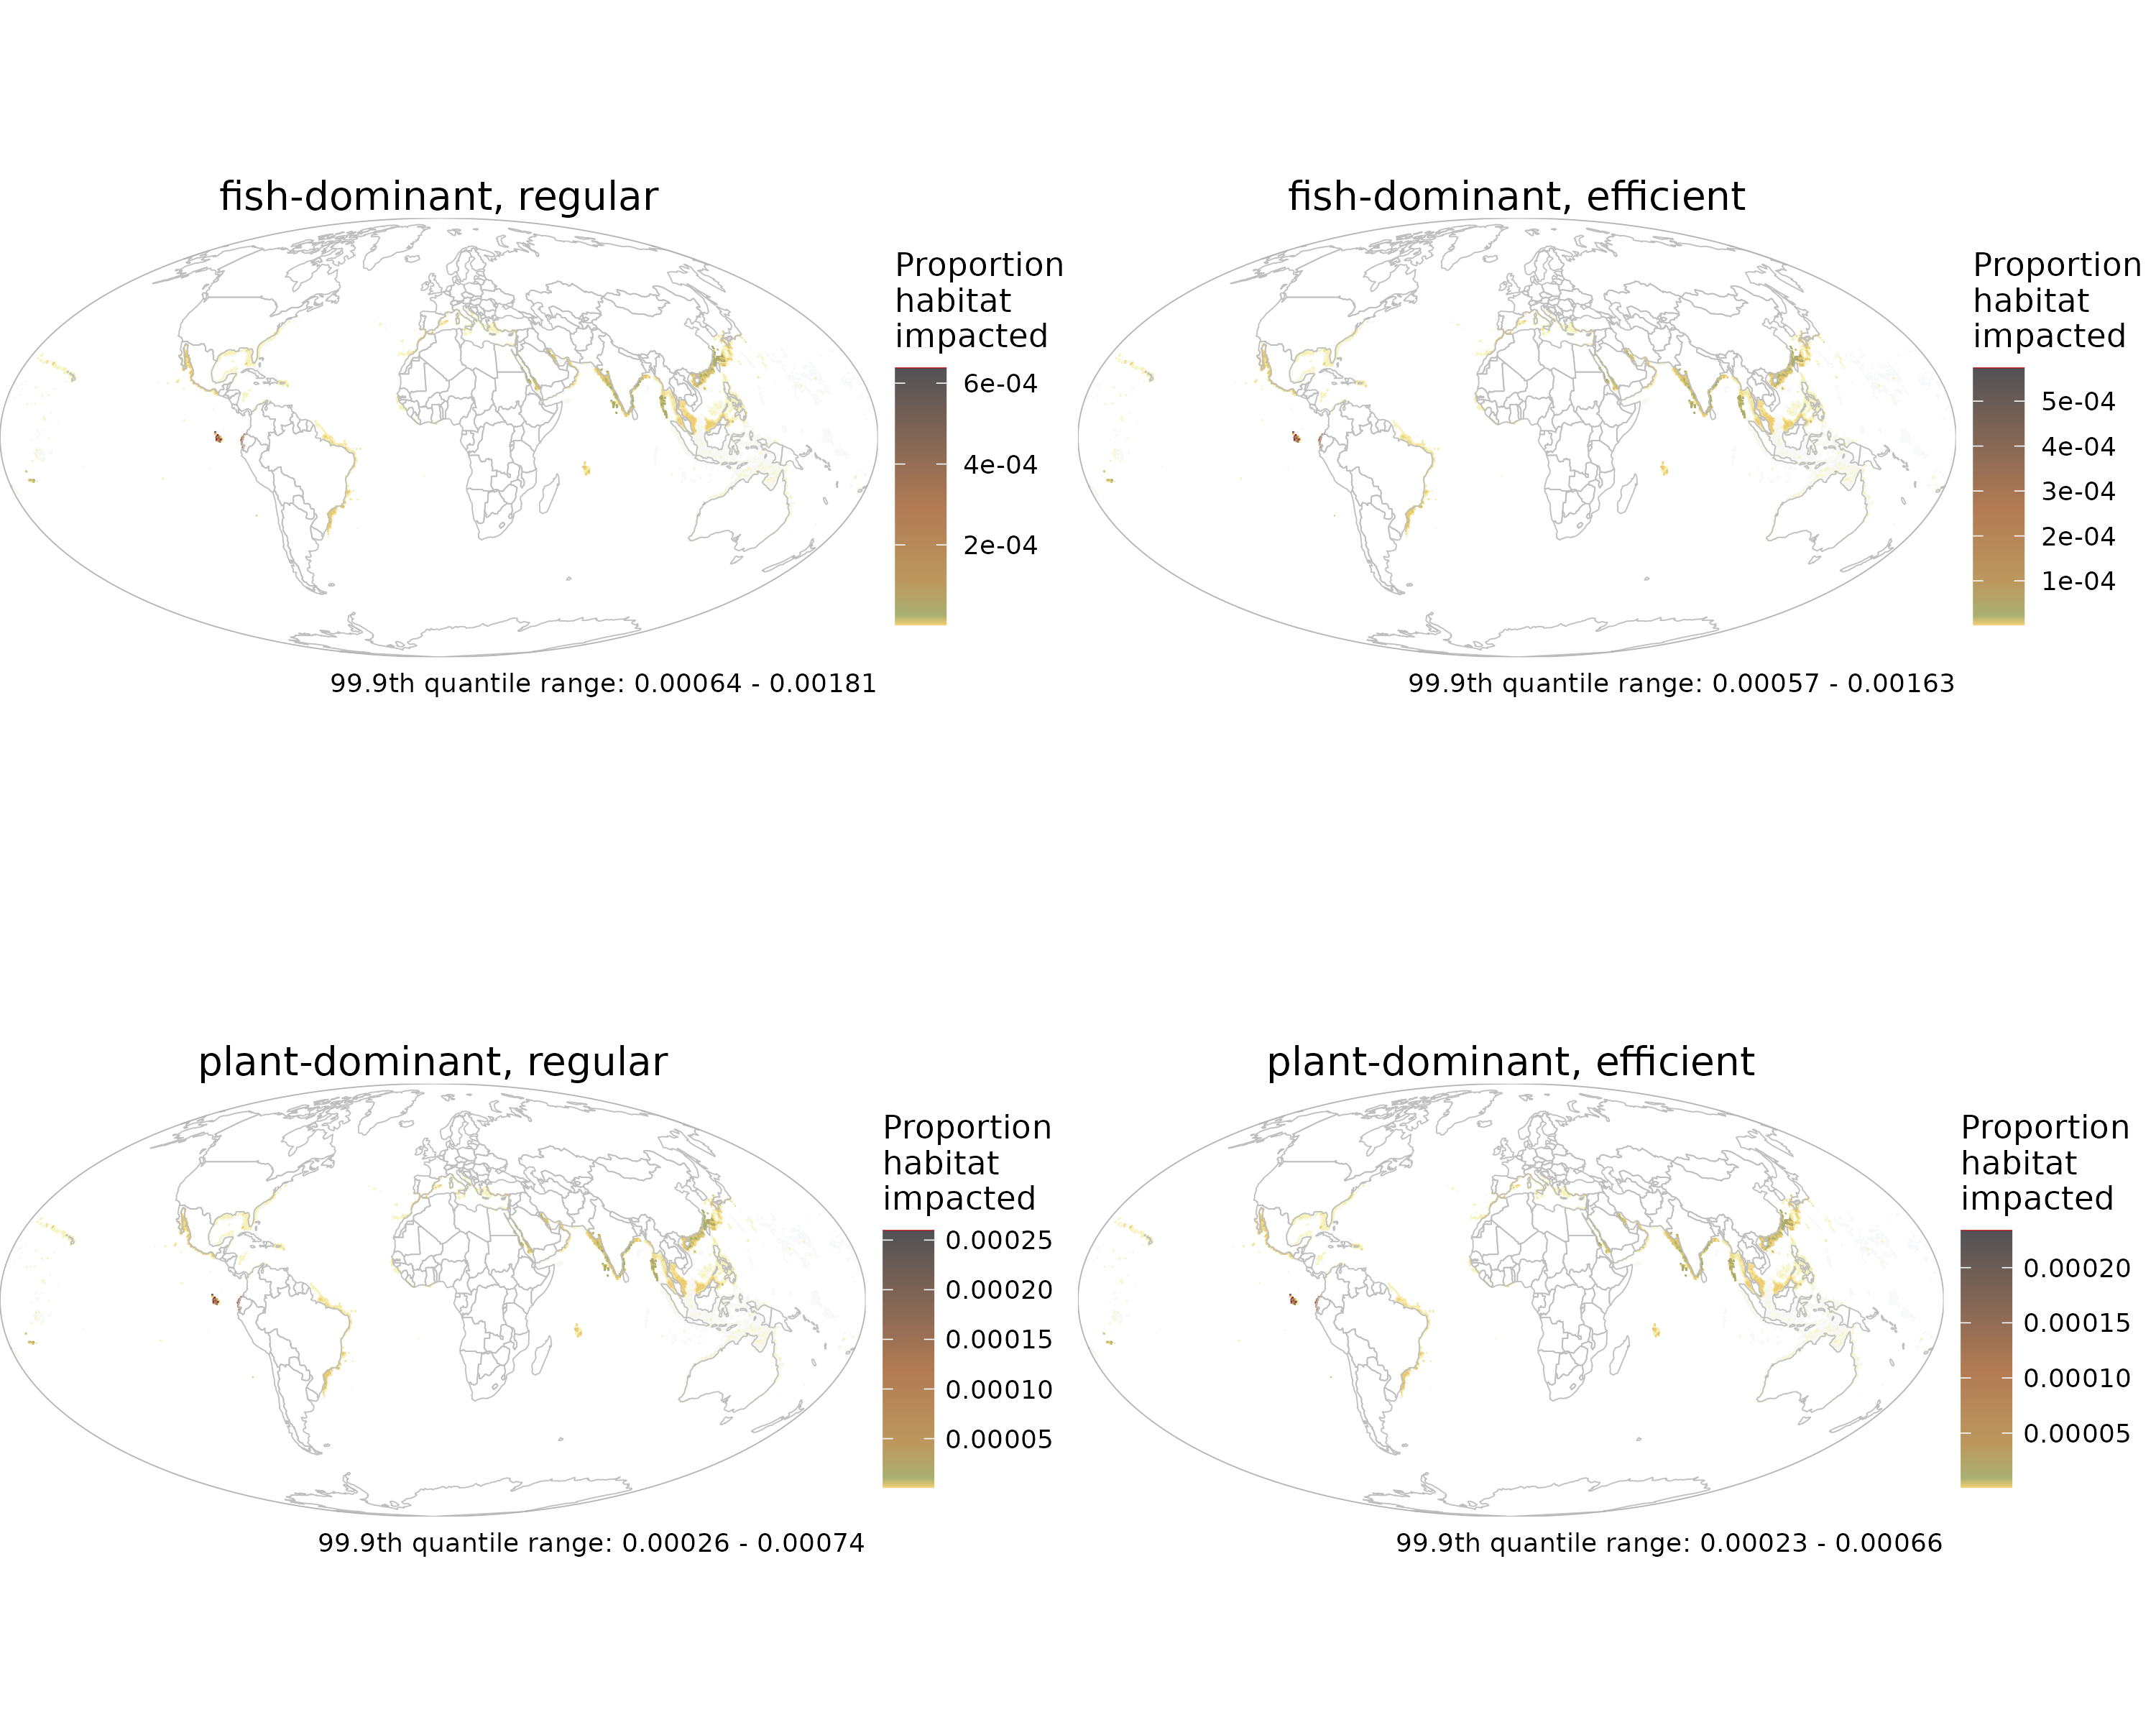 fish-dominant, regular
Proportion
habitat
impacted
6e-04
4e-04
2e-04
99.9th quantile range: 0.00064 - 0.00181
fish-dominant, efficient
Proportion
habitat
impacted
5e-04
4e-04
3e-04
2e-04
1e-04
99.9th quantile range: 0.00057 - 0.00163
plant-dominant, regular
Proportion
habitat
impacted
0.00025
0.00020
0.00015
0.00010
0.00005
99.9th quantile range: 0.00026 - 0.00074
plant-dominant, efficient
Proportion
habitat
impacted
0.00020
0.00015
0.00010
0.00005
99.9th quantile range: 0.00023 - 0.00066